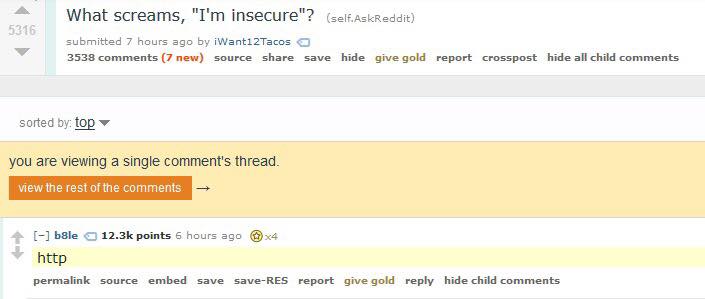 What screams, "I'm insecure"? (self.AskReddit)
5316
submitted 7 hours ago by iWant12Tacos
3538 comments (7 new) source share save hide give gold report crosspost hide all child comments
sorted by: top
you are viewing a single comment's thread.
view the rest of the comments →
[–] b8le 12.3k points 6 hours ago x4
http
permalink source embed save save-RES report give gold reply hide child comments